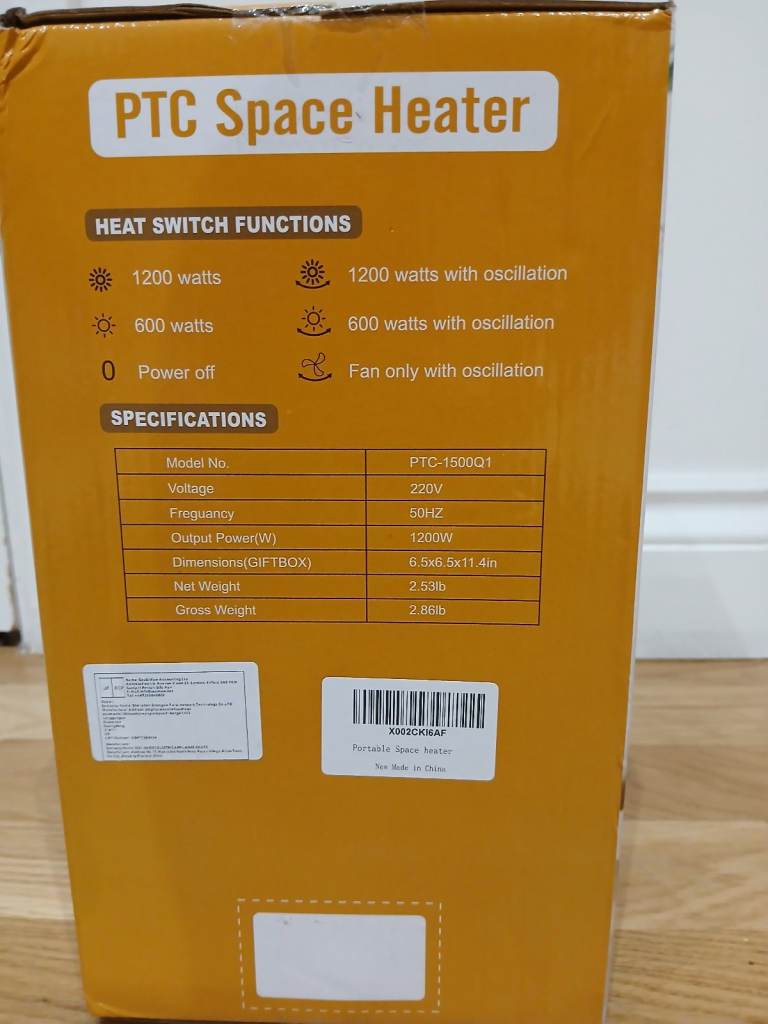 PTC Space Heater
HEAT SWITCH FUNCTIONS
1200 watts
1200 watts with oscillation
600 watts
600 watts with oscillation
0 Power off
Fan only with oscillation
SPECIFICATIONS
Model No. PTC-1500Q1
Voltage 220V
Freguancy 50HZ
Output Power(W) 1200W
Dimensions(GIFTBOX) 6.5x6.5x11.4in
Net Weight 2.53lb
Gross Weight 2.86lb
X002CKI6AF
Portable Space heater
New Made in China